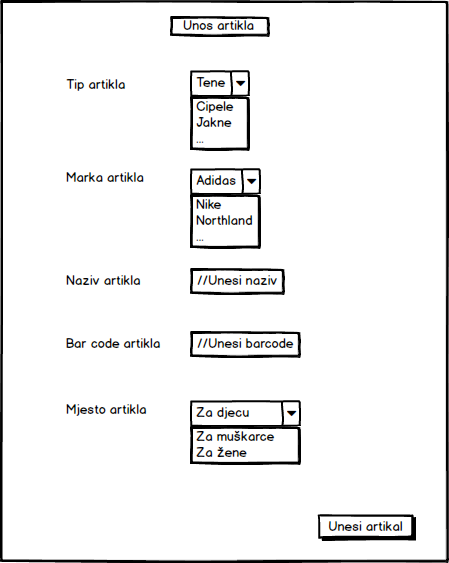 Unos artikla
Tip artikla
Tene
Cipele
Jakne
...
Marka artikla
Adidas
Nike
Northland
...
Naziv artikla
//Unesi naziv
Bar code artikla
//Unesi barcode
Mjesto artikla
Za djecu
Za muškarce
Za žene
Unesi artikal